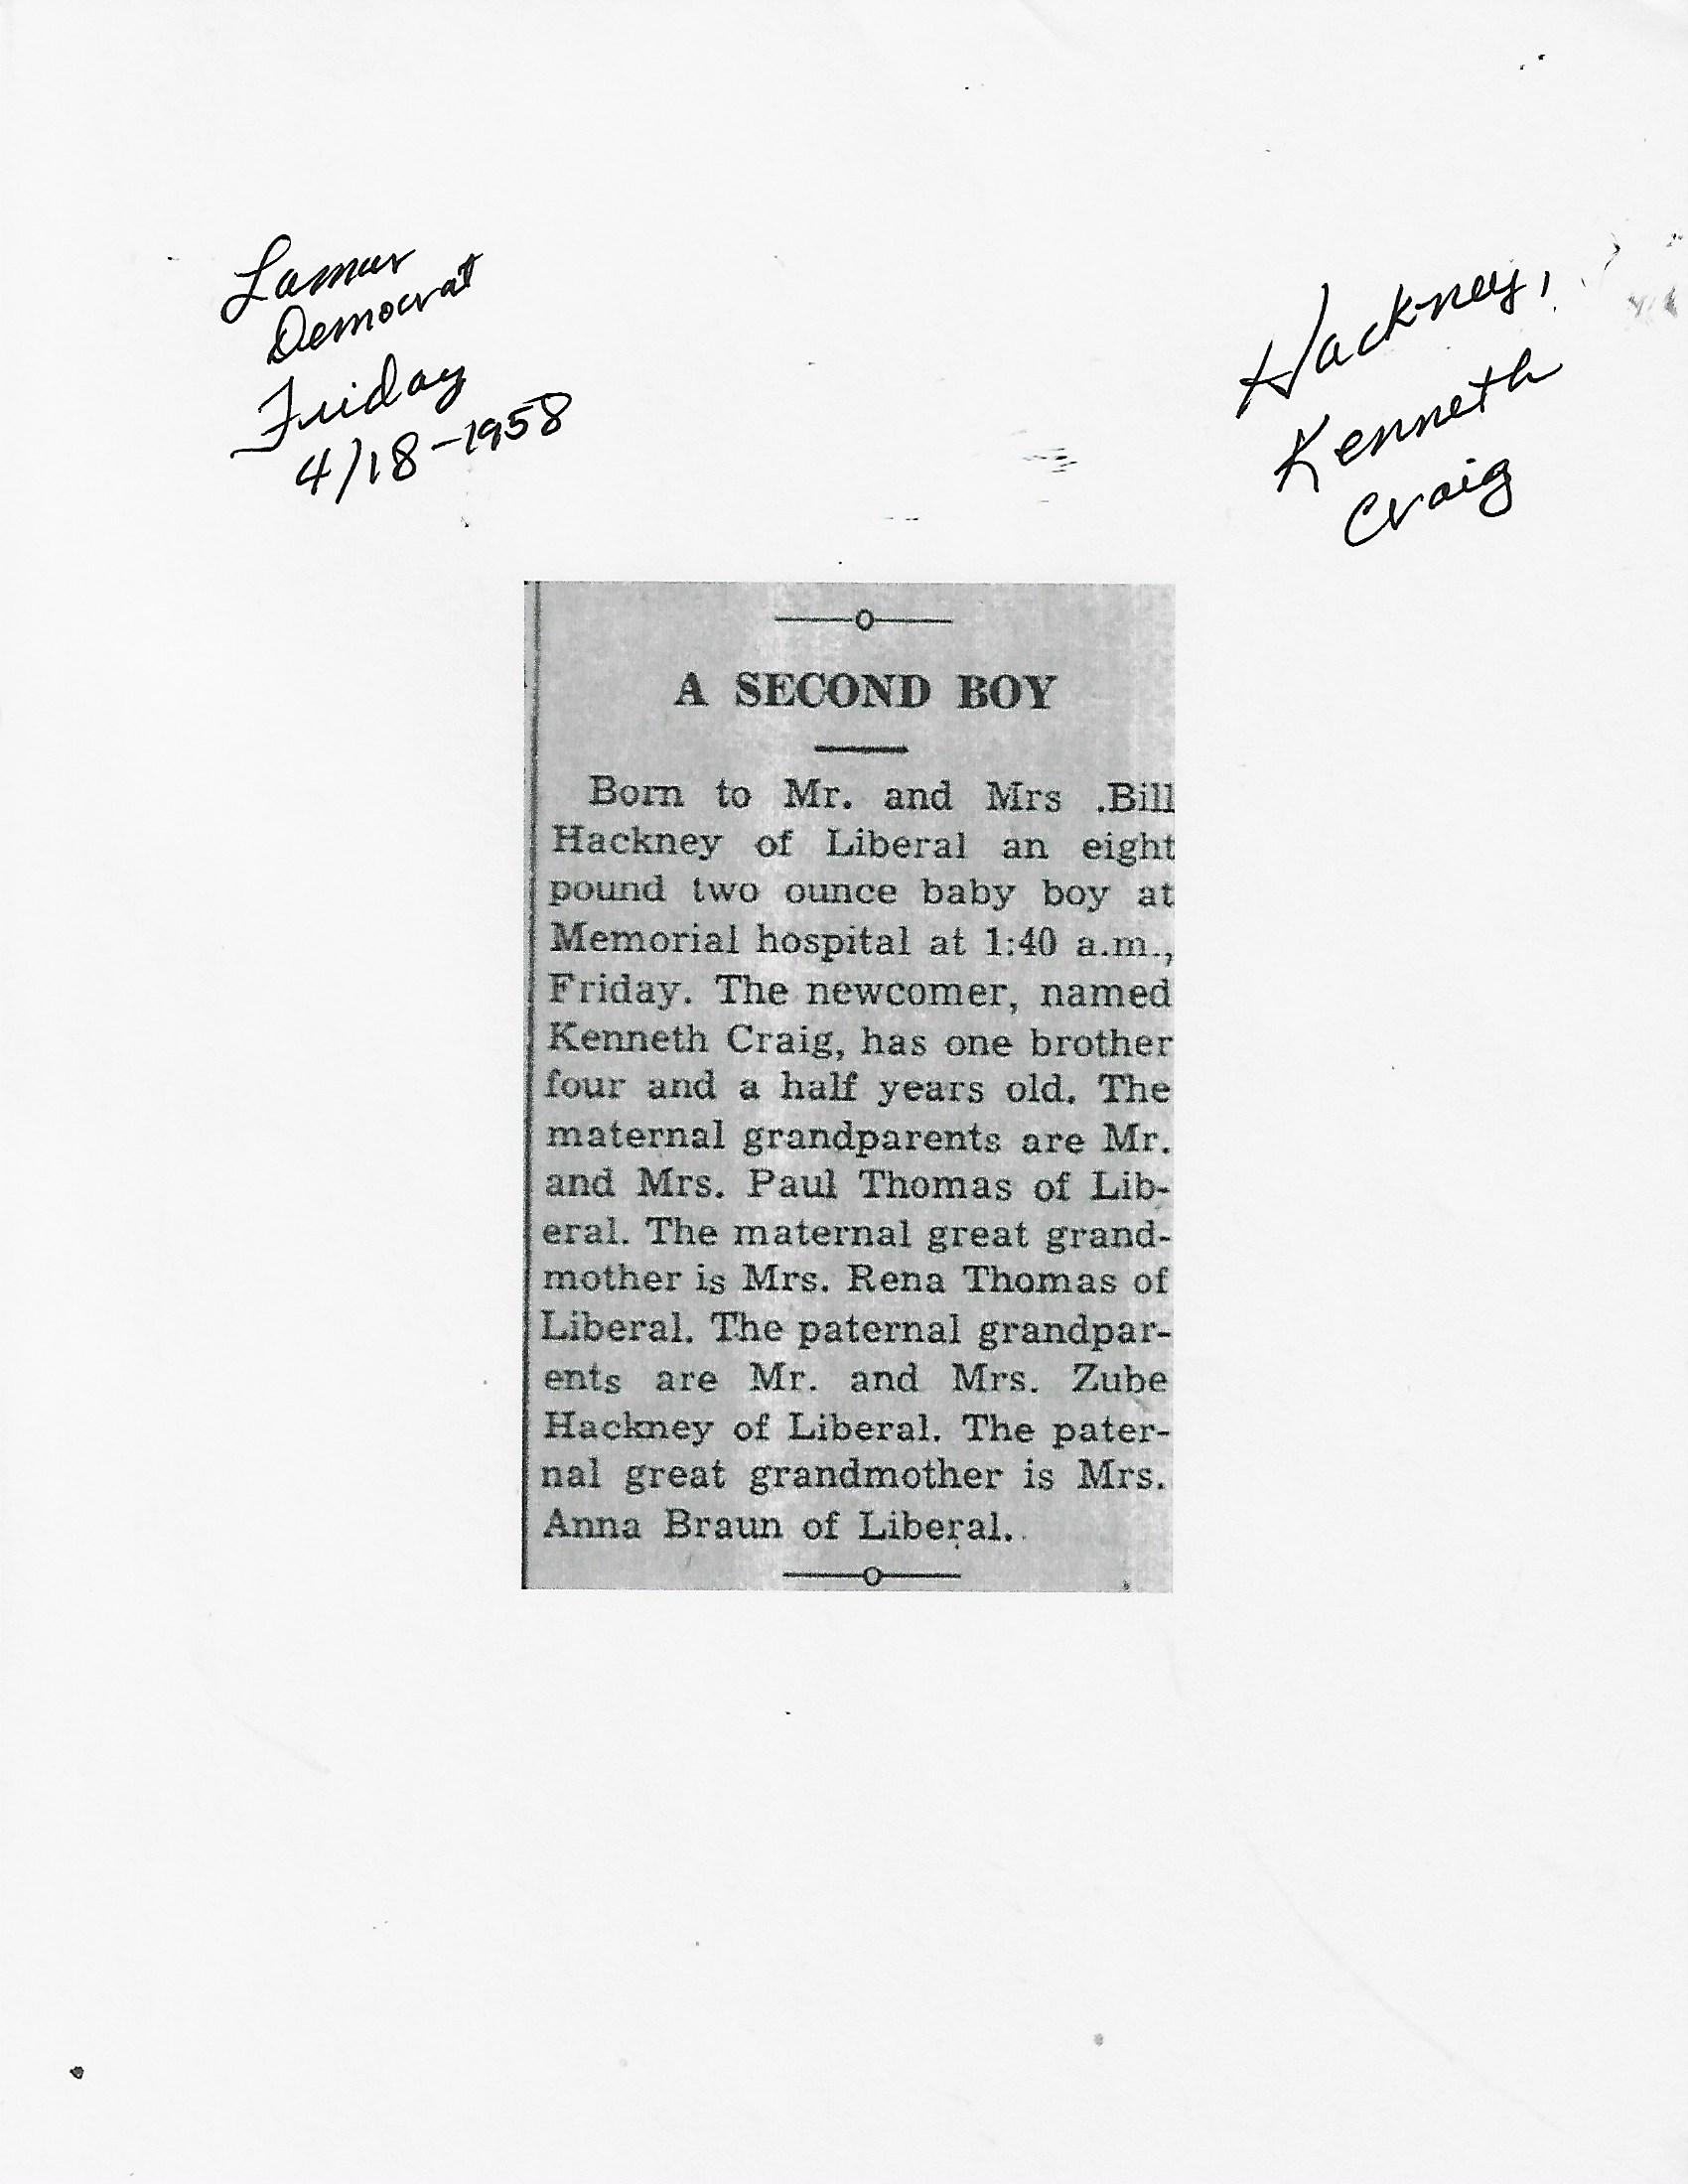 Lamar
Democrat
Friday
4/18-1958
Hackney,
Kenneth
Craig
A SECOND BOY
Born to Mr. and Mrs .Bill
Hackney of Liberal an eight
pound two ounce baby boy at
Memorial hospital at 1:40 a.m.,
Friday. The newcomer, named
Kenneth Craig, has one brother
four and a half years old. The
maternal grandparents are Mr.
and Mrs. Paul Thomas of Lib-
eral. The maternal great grand-
mother is Mrs. Rena Thomas of
Liberal. The paternal grandpar-
ents are Mr. and Mrs. Zube
Hackney of Liberal. The pater-
nal great grandmother is Mrs.
Anna Braun of Liberal.